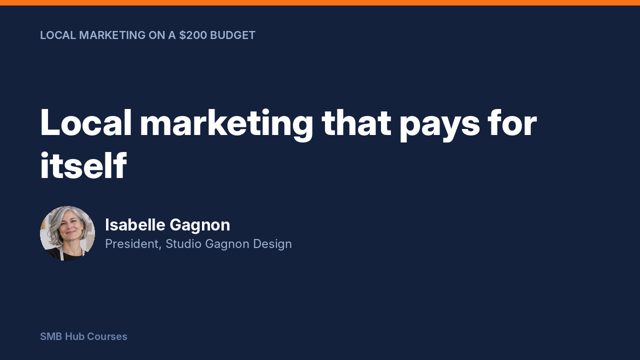 LOCAL MARKETING ON A $200 BUDGET
Local marketing that pays for
itself
Isabelle Gagnon
President, Studio Gagnon Design
SMB Hub Courses